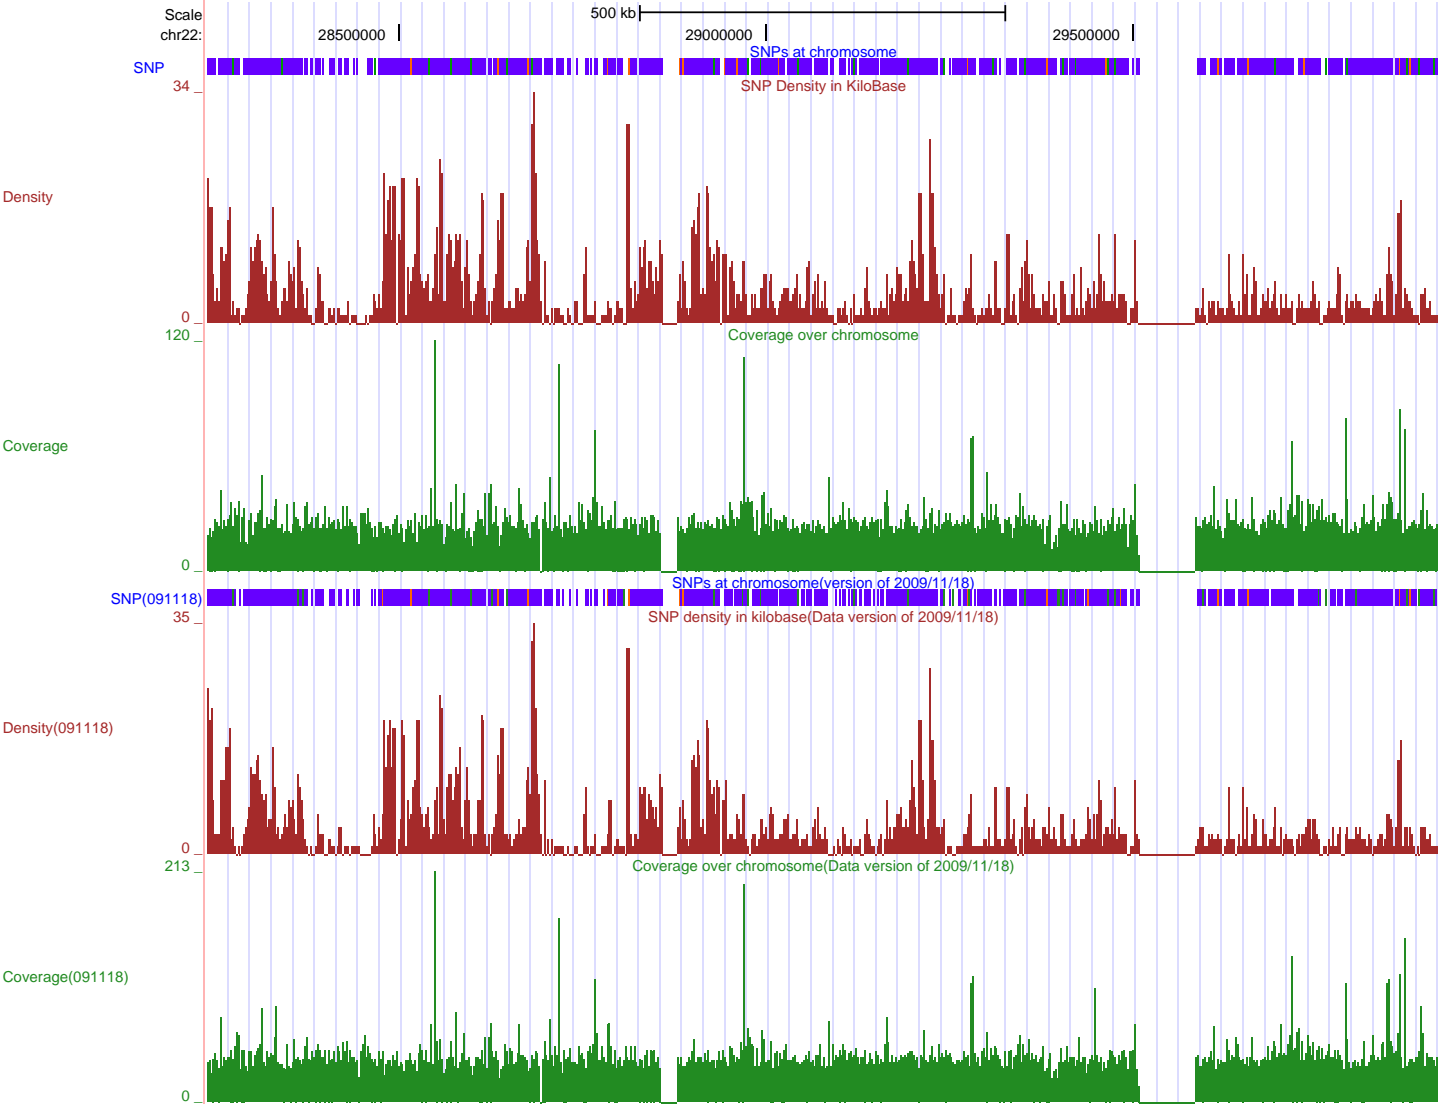 Scale 500 kb
chr22: 28500000 29000000 29500000
SNPs at chromosome
SNP
34 _ SNP Density in KiloBase
Density
0 _
120 _ Coverage over chromosome
Coverage
0 _
SNPs at chromosome(version of 2009/11/18)
SNP(091118)
35 _ SNP density in kilobase(Data version of 2009/11/18)
Density(091118)
0 _
213 _ Coverage over chromosome(Data version of 2009/11/18)
Coverage(091118)
0 _